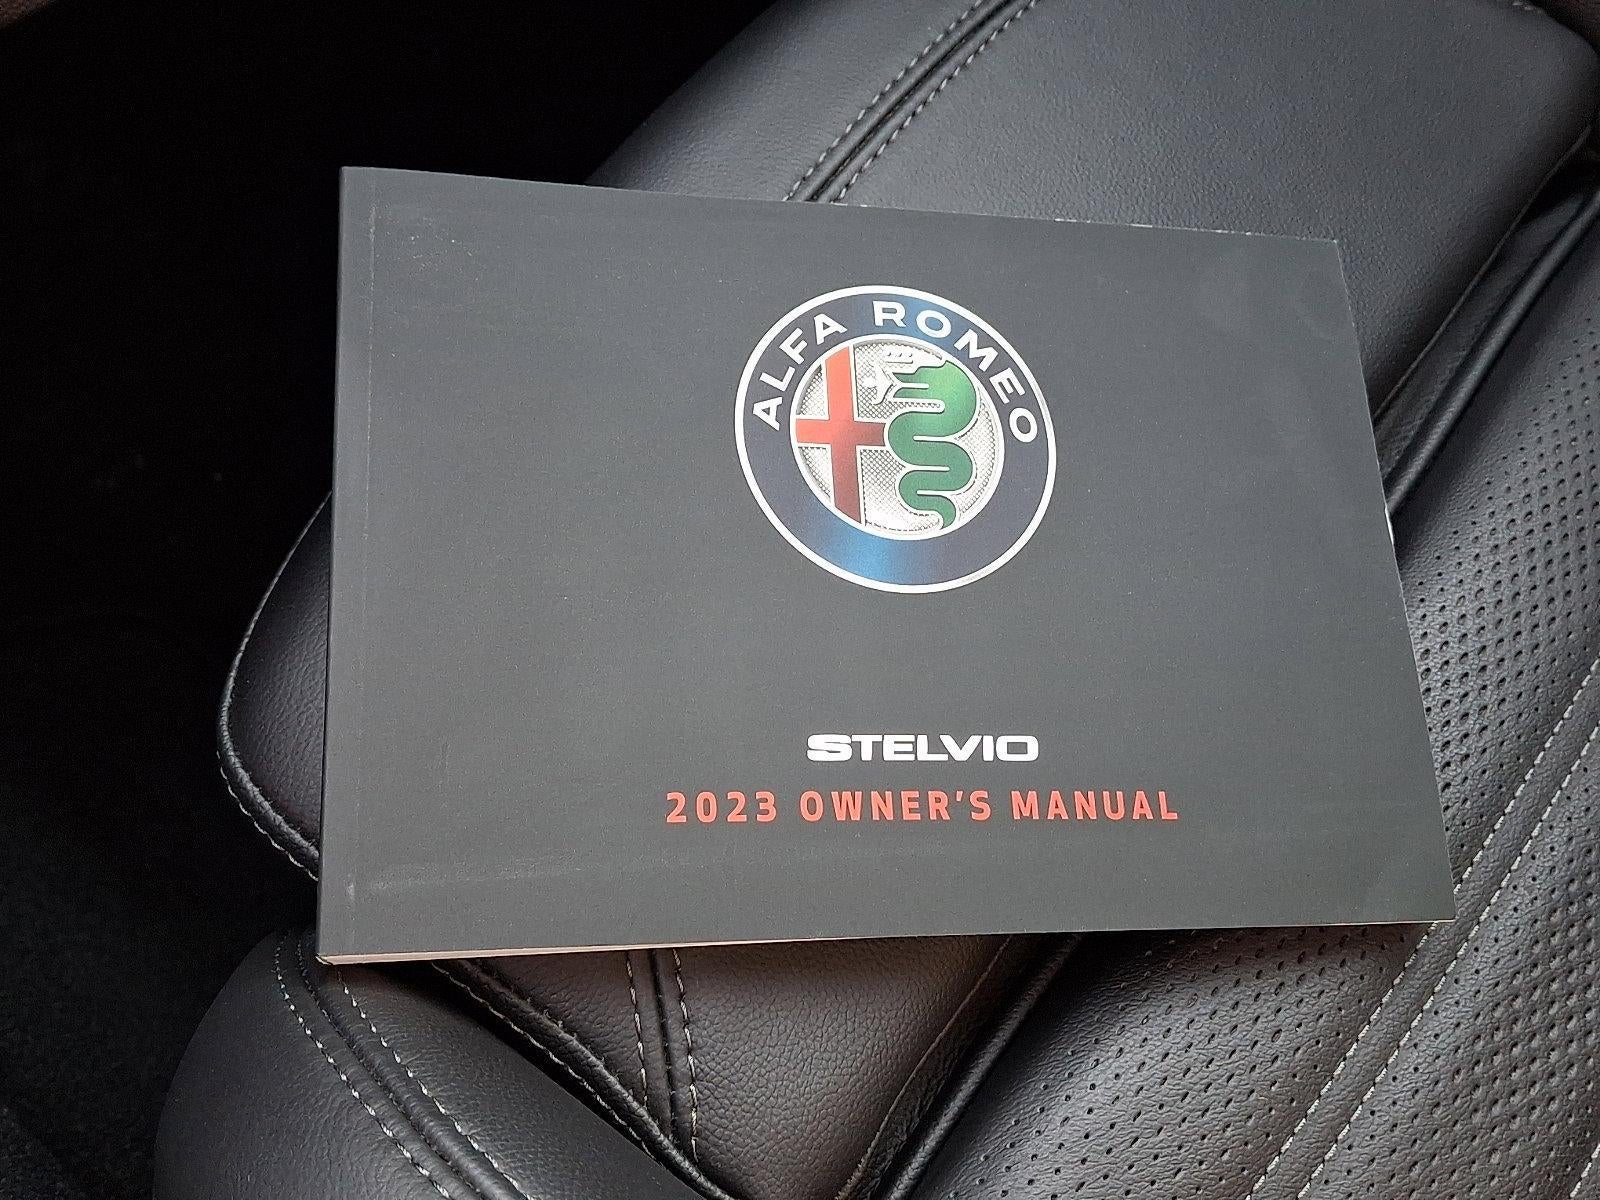 ALFA ROMEO
STELVIO
2023 OWNER'S MANUAL